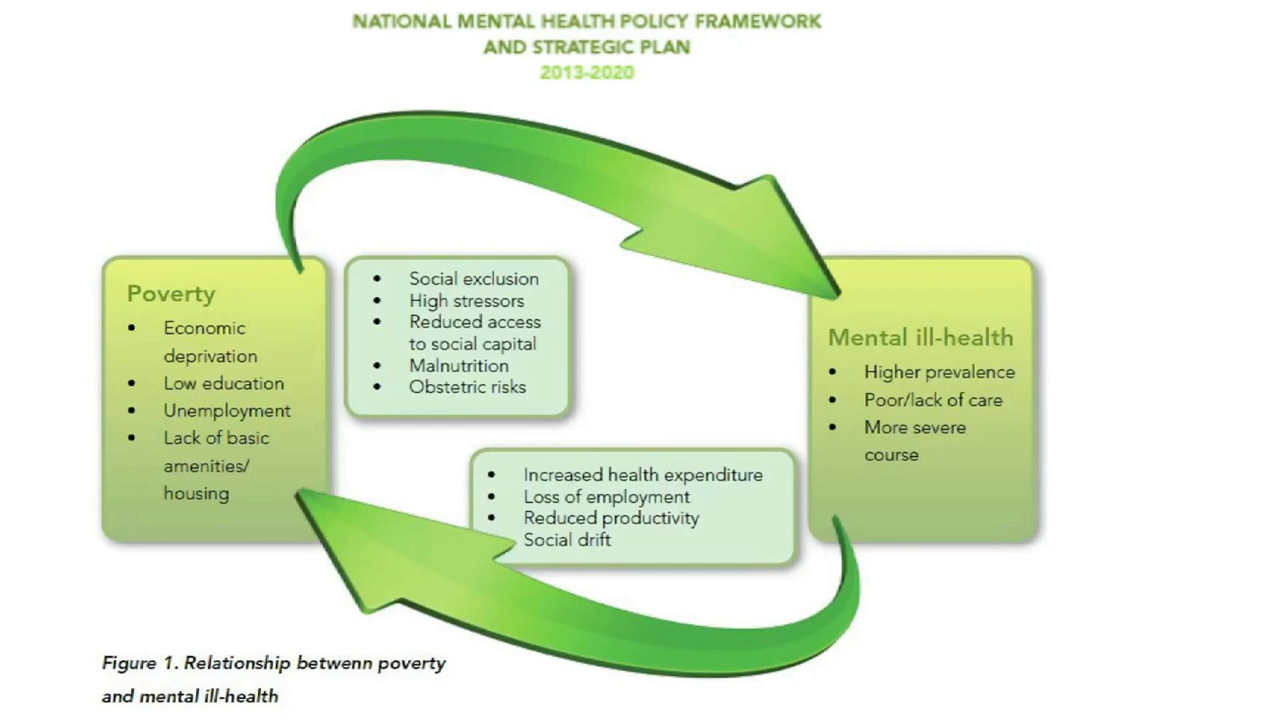 NATIONAL MENTAL HEALTH POLICY FRAMEWORK
AND STRATEGIC PLAN
2013-2020
Poverty
• Economic
deprivation
• Low education
• Unemployment
• Lack of basic
amenities/
housing
• Social exclusion
• High stressors
• Reduced access
to social capital
• Malnutrition
• Obstetric risks
Mental ill-health
• Higher prevalence
• Poor/lack of care
• More severe
course
• Increased health expenditure
• Loss of employment
• Reduced productivity
Social drift
Figure 1. Relationship betwenn poverty
and mental ill-health